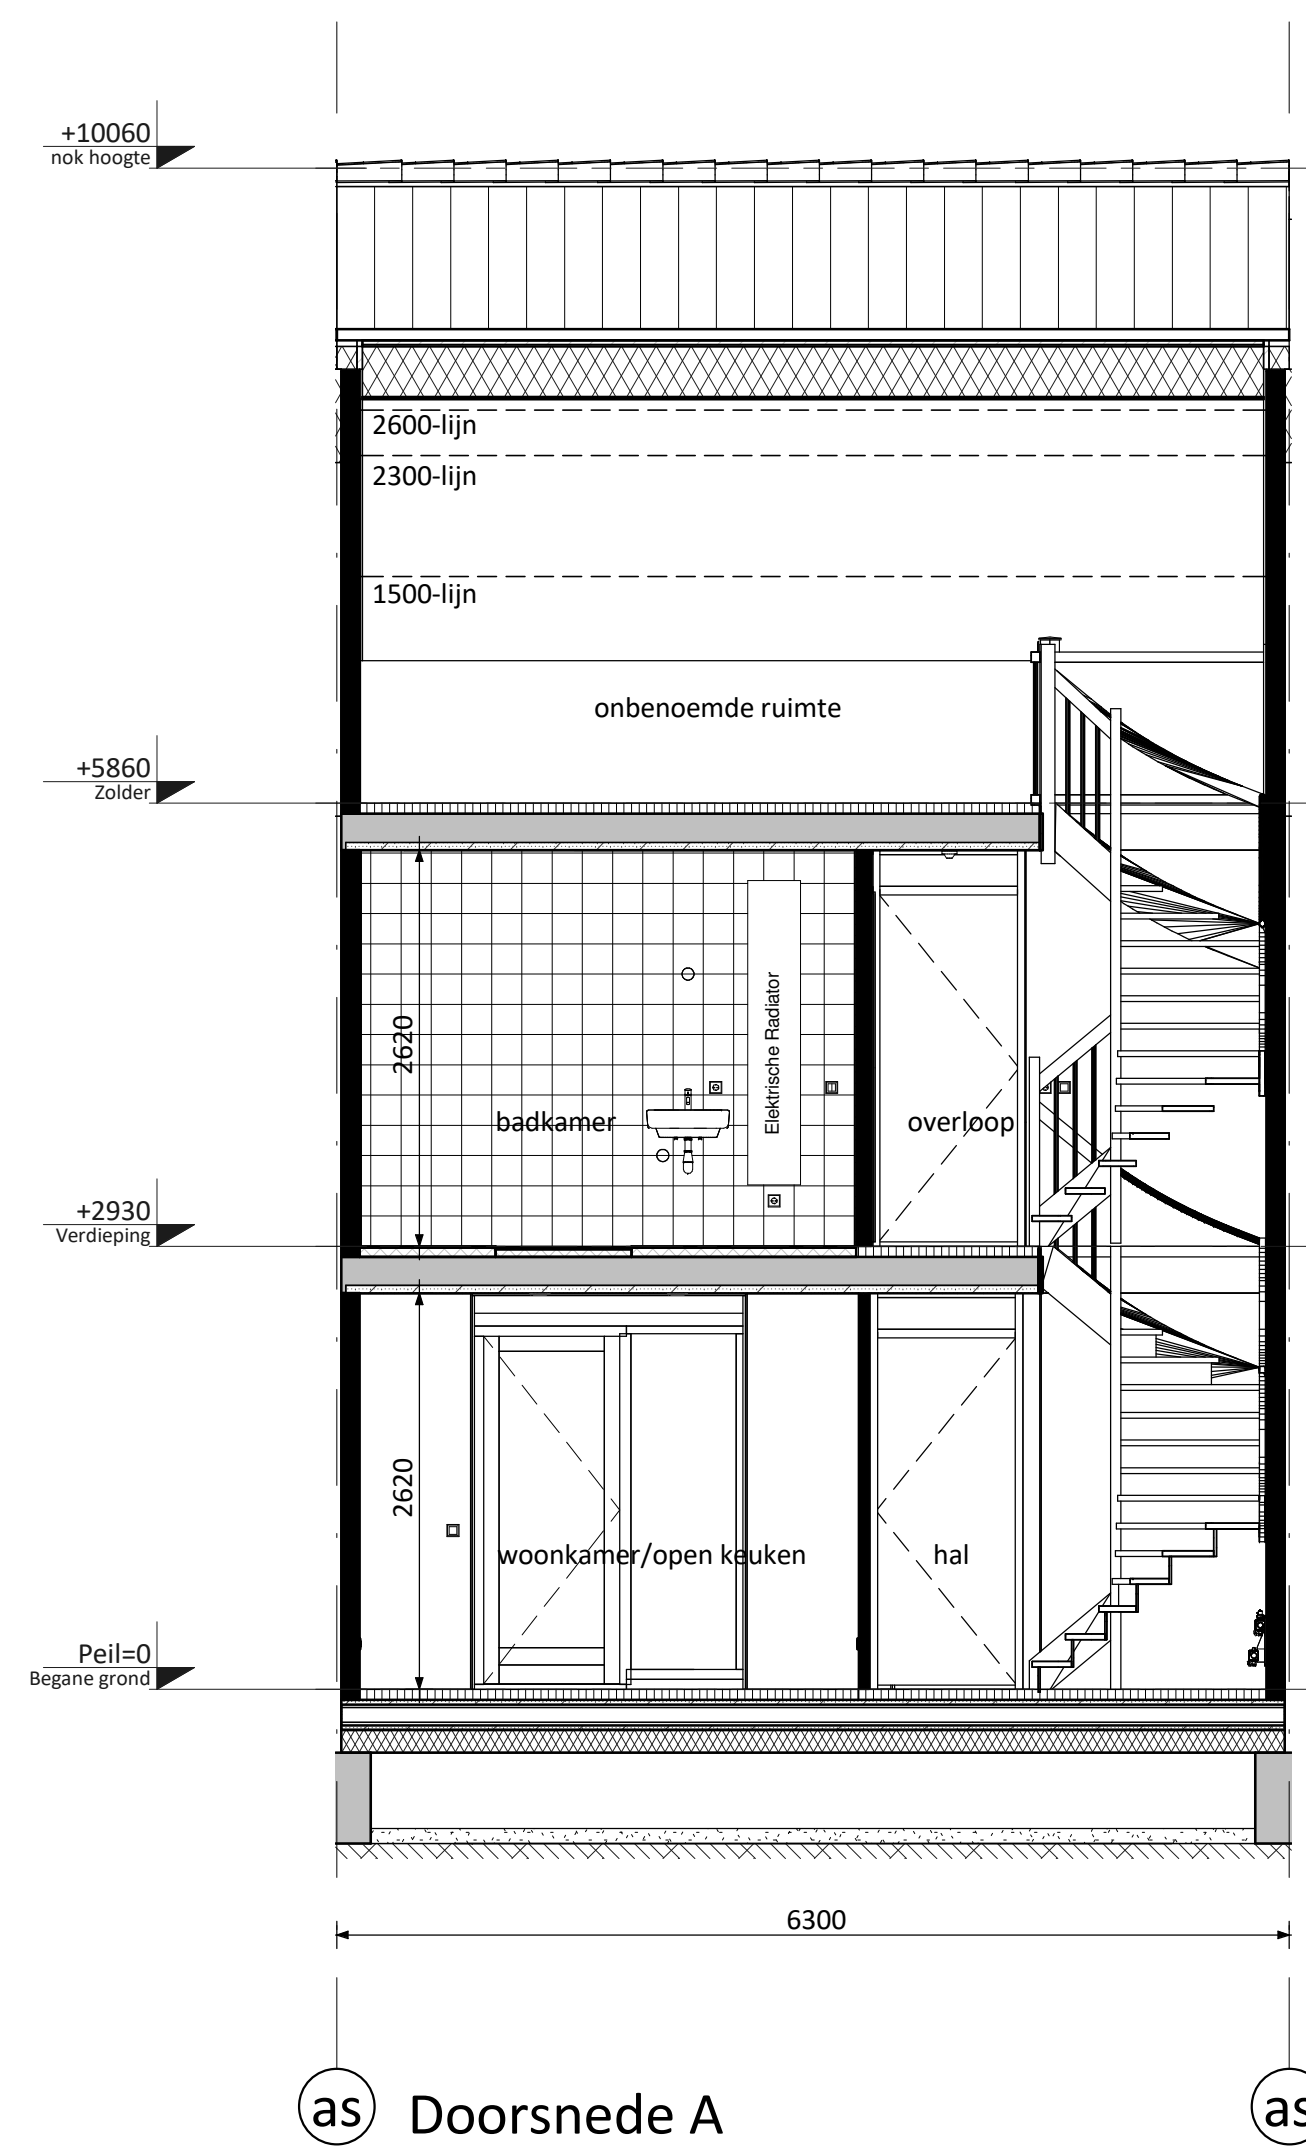 +10060
nok hoogte
2600-lijn
2300-lijn
1500-lijn
onbenoemde ruimte
+5860
Zolder
2620
Elektrische Radiator
badkamer
overloop
+2930
Verdieping
2620
woonkamer/open keuken
hal
Peil=0
Begane grond
6300
as
Doorsnede A
as